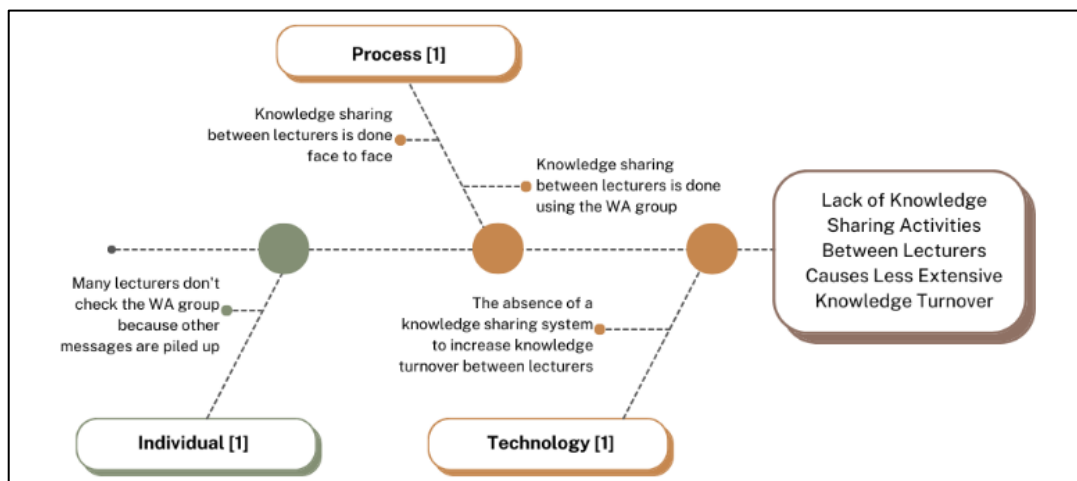 Process [1]
Knowledge sharing
between lecturers is done
face to face
Knowledge sharing
between lecturers is done
using the WA group
Lack of Knowledge
Sharing Activities
Between Lecturers
Causes Less Extensive
Knowledge Turnover
Many lecturers don't
check the WA group
because other
messages are piled up
The absence of a
knowledge sharing system
to increase knowledge
turnover between lecturers
Individual [1]
Technology [1]